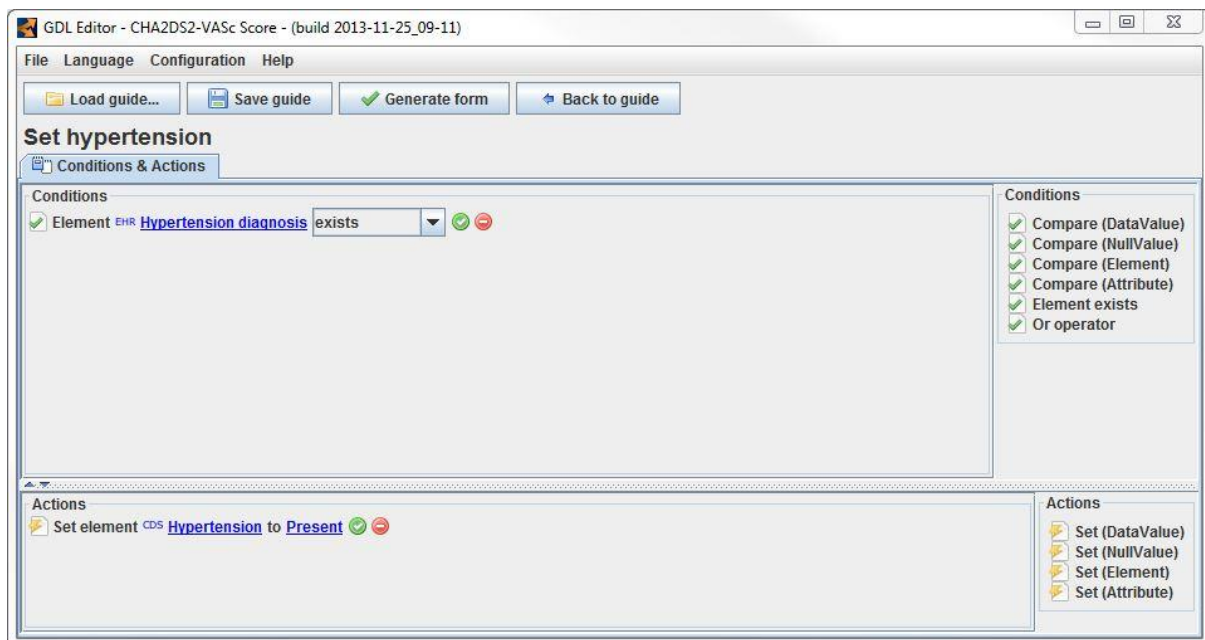 GDL Editor - CHA2DS2-VASc Score - (build 2013-11-25_09-11)
File Language Configuration Help
Load guide... Save guide Generate form Back to guide
Set hypertension
Conditions & Actions
Conditions
Element EHR Hypertension diagnosis exists
Conditions
Compare (DataValue)
Compare (NullValue)
Compare (Element)
Compare (Attribute)
Element exists
Or operator
Actions
Set element CDS Hypertension to Present
Actions
Set (DataValue)
Set (NullValue)
Set (Element)
Set (Attribute)